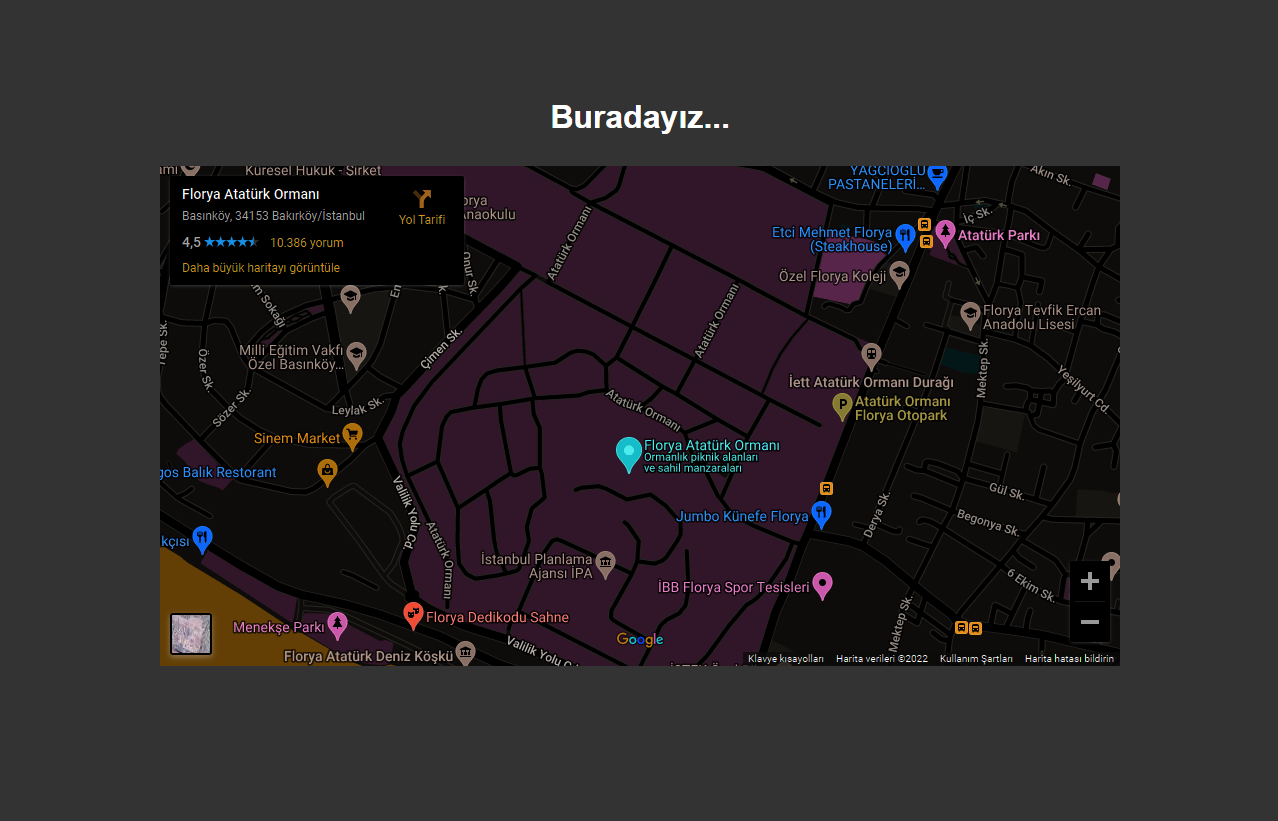 Buradayız...
Küresel Hukuk - Şirket
Florya Atatürk Ormanı
Basınköy, 34153 Bakırköy/İstanbul
4,5
10.386 yorum
Daha büyük haritayı görüntüle
Yol Tarifi
YAĞCIOĞLU
PASTANELERİ...
Akın Sk.
İç Sk.
Etci Mehmet Florya
(Steakhouse)
Atatürk Parkı
Atatürk Ormanı
Özel Florya Koleji
Onur Sk.
Atatürk Ormanı
Florya Tevfik Ercan
Anadolu Lisesi
Milli Eğitim Vakfı
Özel Basınköy...
Çimen Sk.
Özer Sk.
Sözer Sk.
Leylak Sk.
Mektep Sk.
Yeşilyurt Cd.
İett Atatürk Ormanı Durağı
Atatürk Ormanı
Florya Otopark
Atatürk Ormanı
Sinem Market
Florya Atatürk Ormanı
Ormanlık piknik alanları
ve sahil manzaraları
Balık Restorant
Valilik Yolu Cd.
Gül Sk.
Begonya Sk.
Derya Sk.
Jumbo Künefe Florya
Atatürk Ormanı
İstanbul Planlama
Ajansı İPA
İBB Florya Spor Tesisleri
6 Ekim Sk.
Mektep Sk.
Florya Dedikodu Sahne
Menekşe Parkı
Florya Atatürk Deniz Köşkü
Valilik Yolu
Google
Klavye kısayolları
Harita verileri ©2022
Kullanım Şartları
Harita hatası bildirin